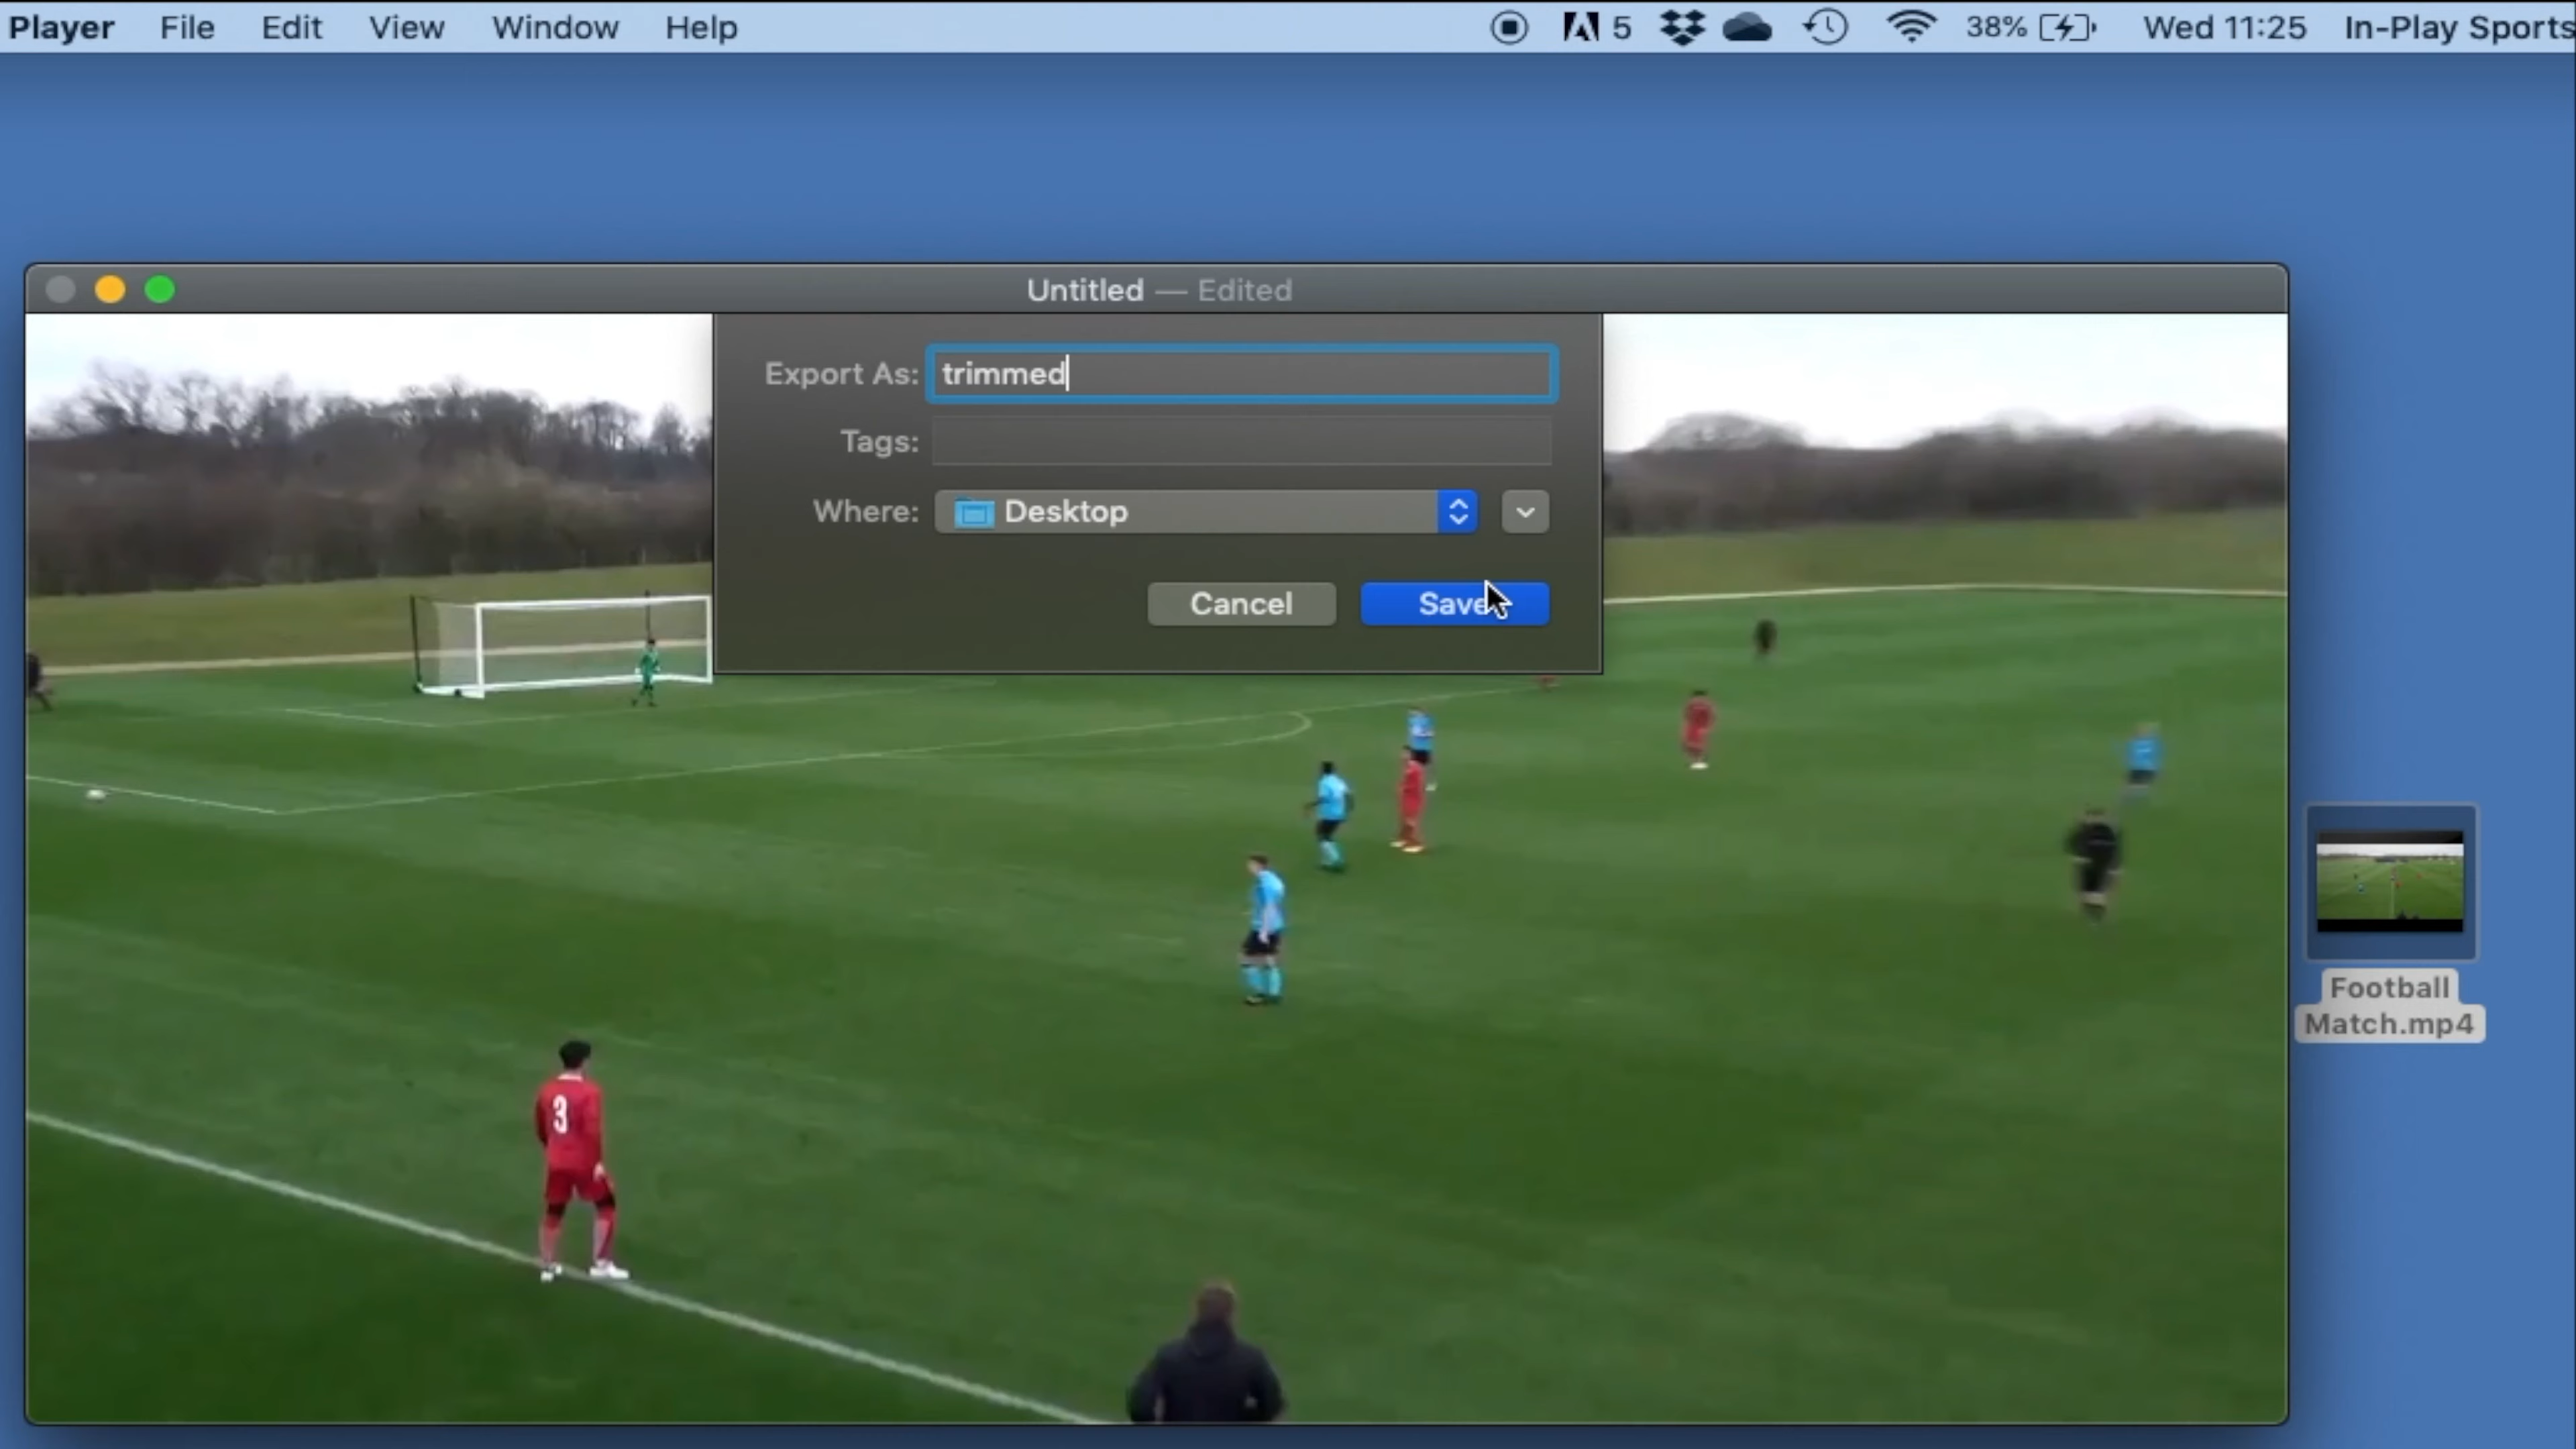 Player File Edit View Window Help 5 38% Wed 11:25 In-Play Sports
Untitled — Edited
Export As: trimmed
Tags:
Where: Desktop
Cancel Save
3
Football
Match.mp4